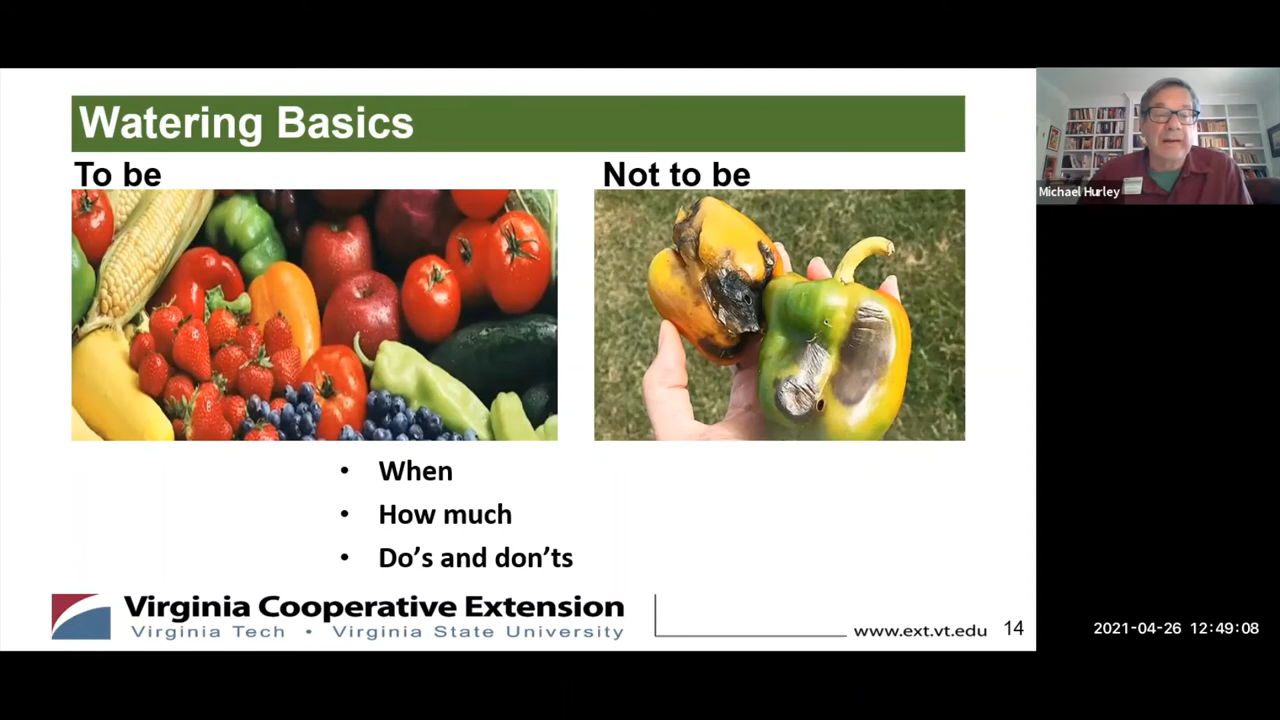 Watering Basics
To be
Not to be
• When
• How much
• Do's and don'ts
Virginia Cooperative Extension
Virginia Tech • Virginia State University
www.ext.vt.edu
14
Michael Hurley
2021-04-26 12:49:08